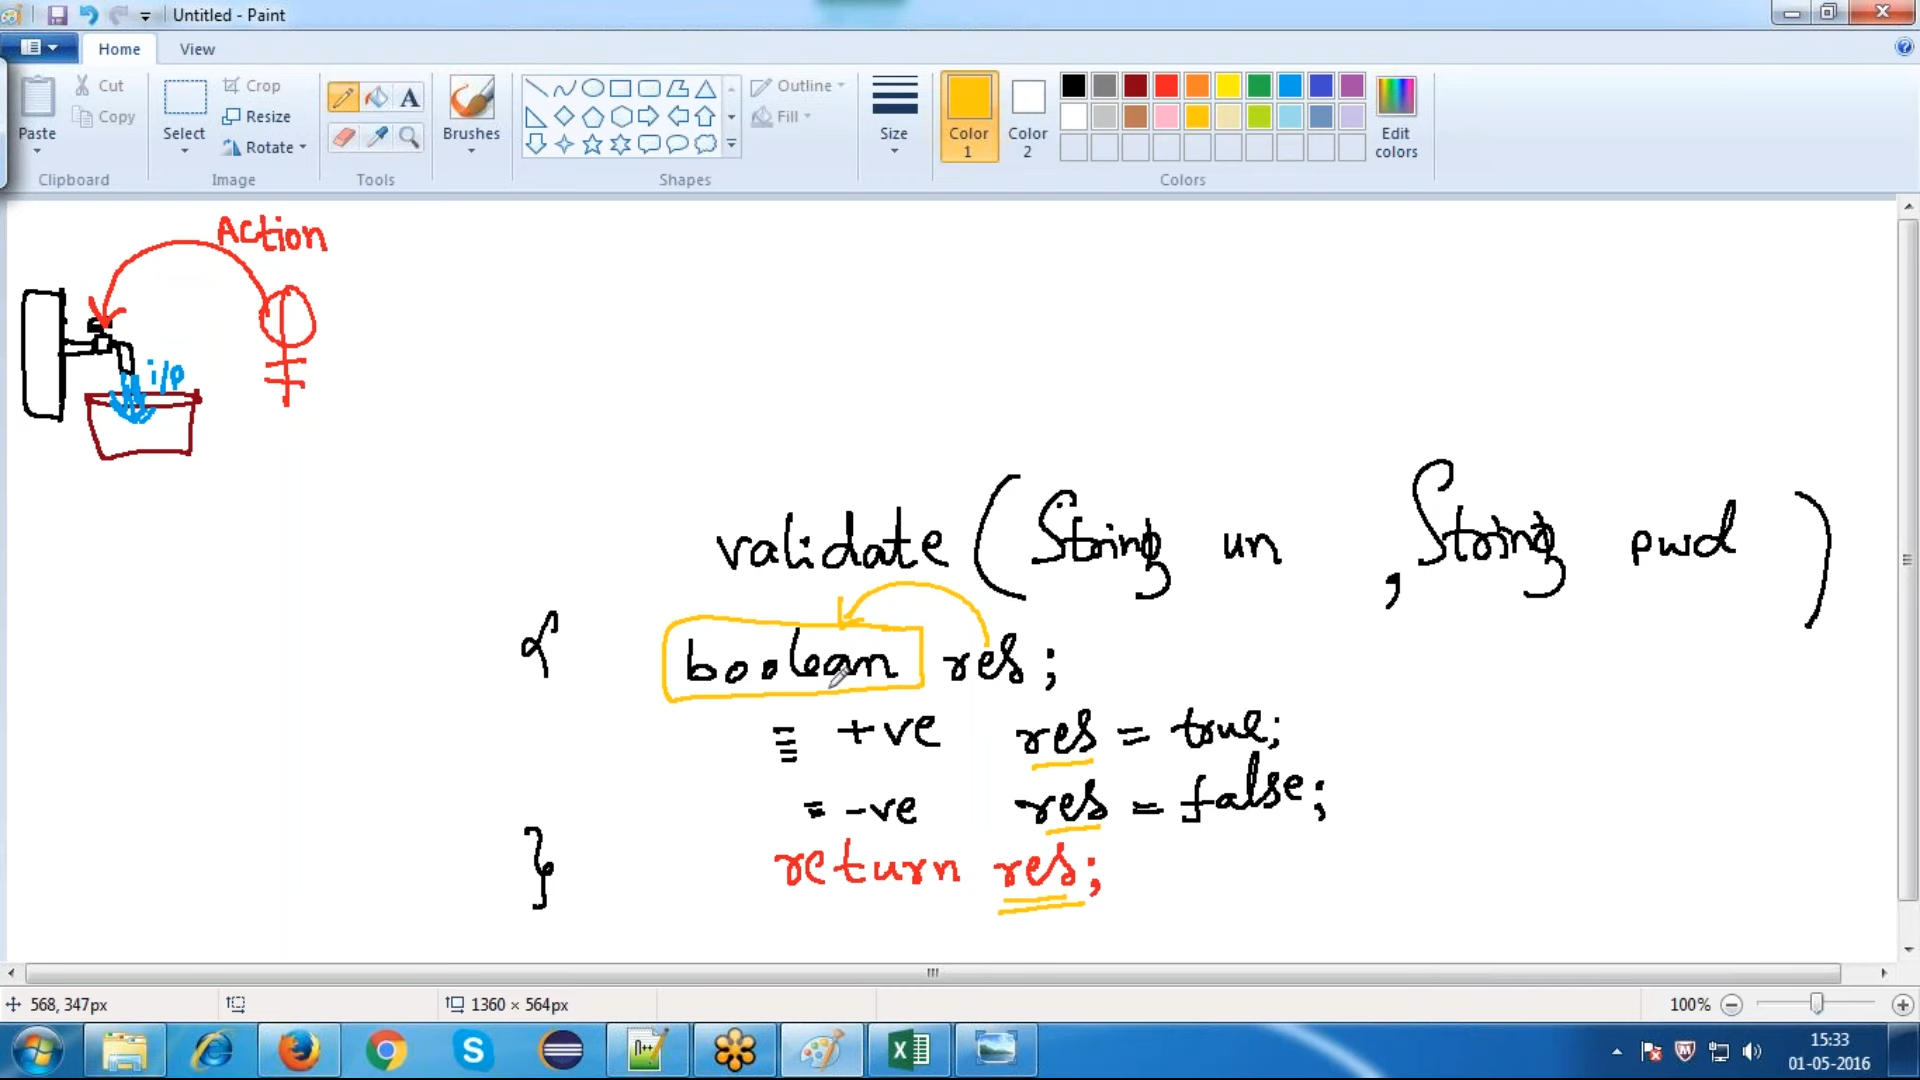 Untitled - Paint
Home View
Paste
Cut
Copy
Clipboard
Select
Crop
Resize
Rotate
Image
A
Tools
Brushes
Shapes
Outline
Fill
Size
Color 1
Color 2
Edit colors
Colors
Action
i/p
validate (String un , String pwd )
{ boolean res;
+ve res = true;
= -ve res = false;
} return res;
568, 347px
1360 × 564px
100%
15:33
01-05-2016